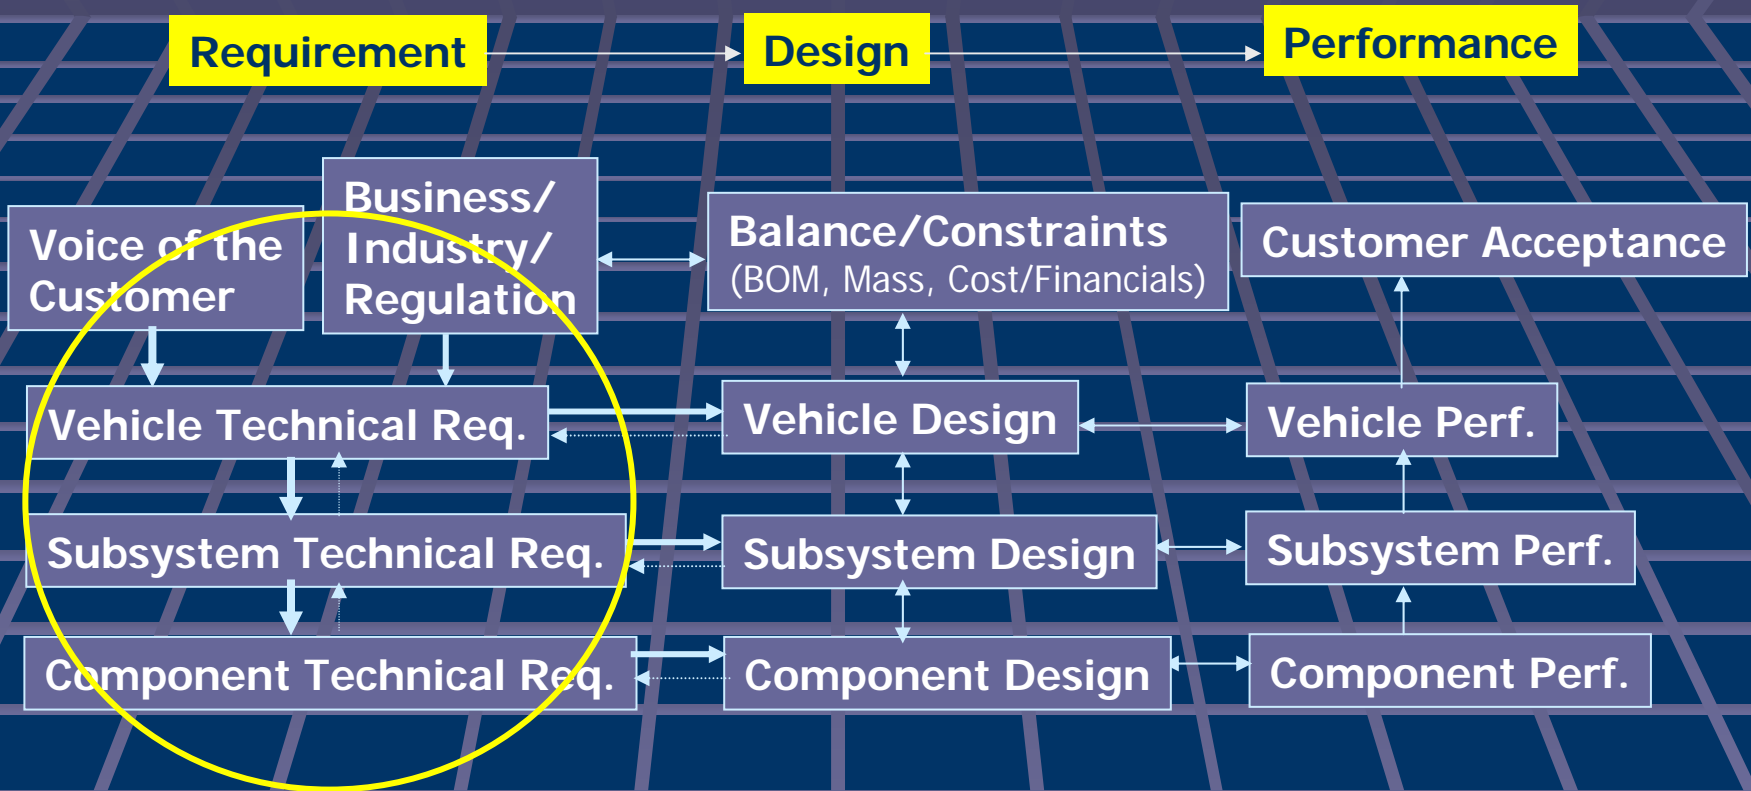 Requirement
Design
Performance
Voice of the
Customer
Business/
Industry/
Regulation
Balance/Constraints
(BOM, Mass, Cost/Financials)
Customer Acceptance
Vehicle Technical Req.
Vehicle Design
Vehicle Perf.
Subsystem Technical Req.
Subsystem Design
Subsystem Perf.
Component Technical Req.
Component Design
Component Perf.